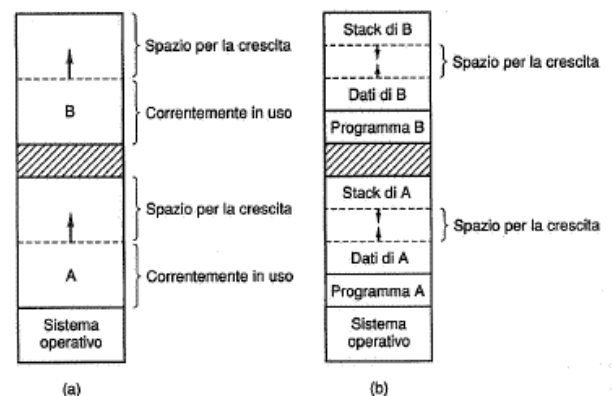 Spazio per la crescita
B
Correntemente in uso
Spazio per la crescita
A
Correntemente in uso
Sistema
operativo
(a)
Stack di B
Spazio per la crescita
Dati di B
Programma B
Stack di A
Spazio per la crescita
Dati di A
Programma A
Sistema
operativo
(b)